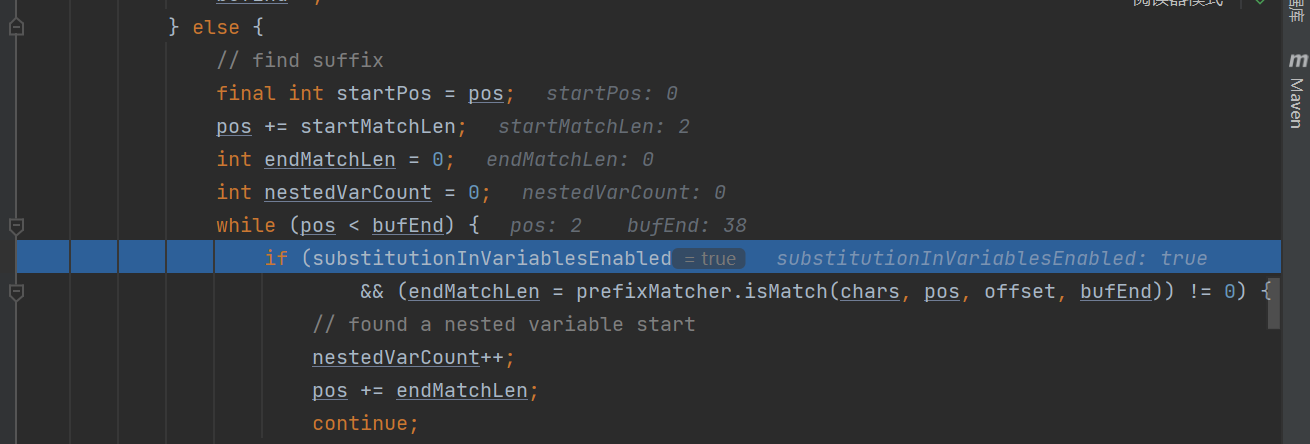 } else {
// find suffix
final int startPos = pos; startPos: 0
pos += startMatchLen; startMatchLen: 2
int endMatchLen = 0; endMatchLen: 0
int nestedVarCount = 0; nestedVarCount: 0
while (pos < bufEnd) { pos: 2 bufEnd: 38
if (substitutionInVariablesEnabled = true substitutionInVariablesEnabled: true
&& (endMatchLen = prefixMatcher.isMatch(chars, pos, offset, bufEnd)) != 0) {
// found a nested variable start
nestedVarCount++;
pos += endMatchLen;
continue;
m
Maven